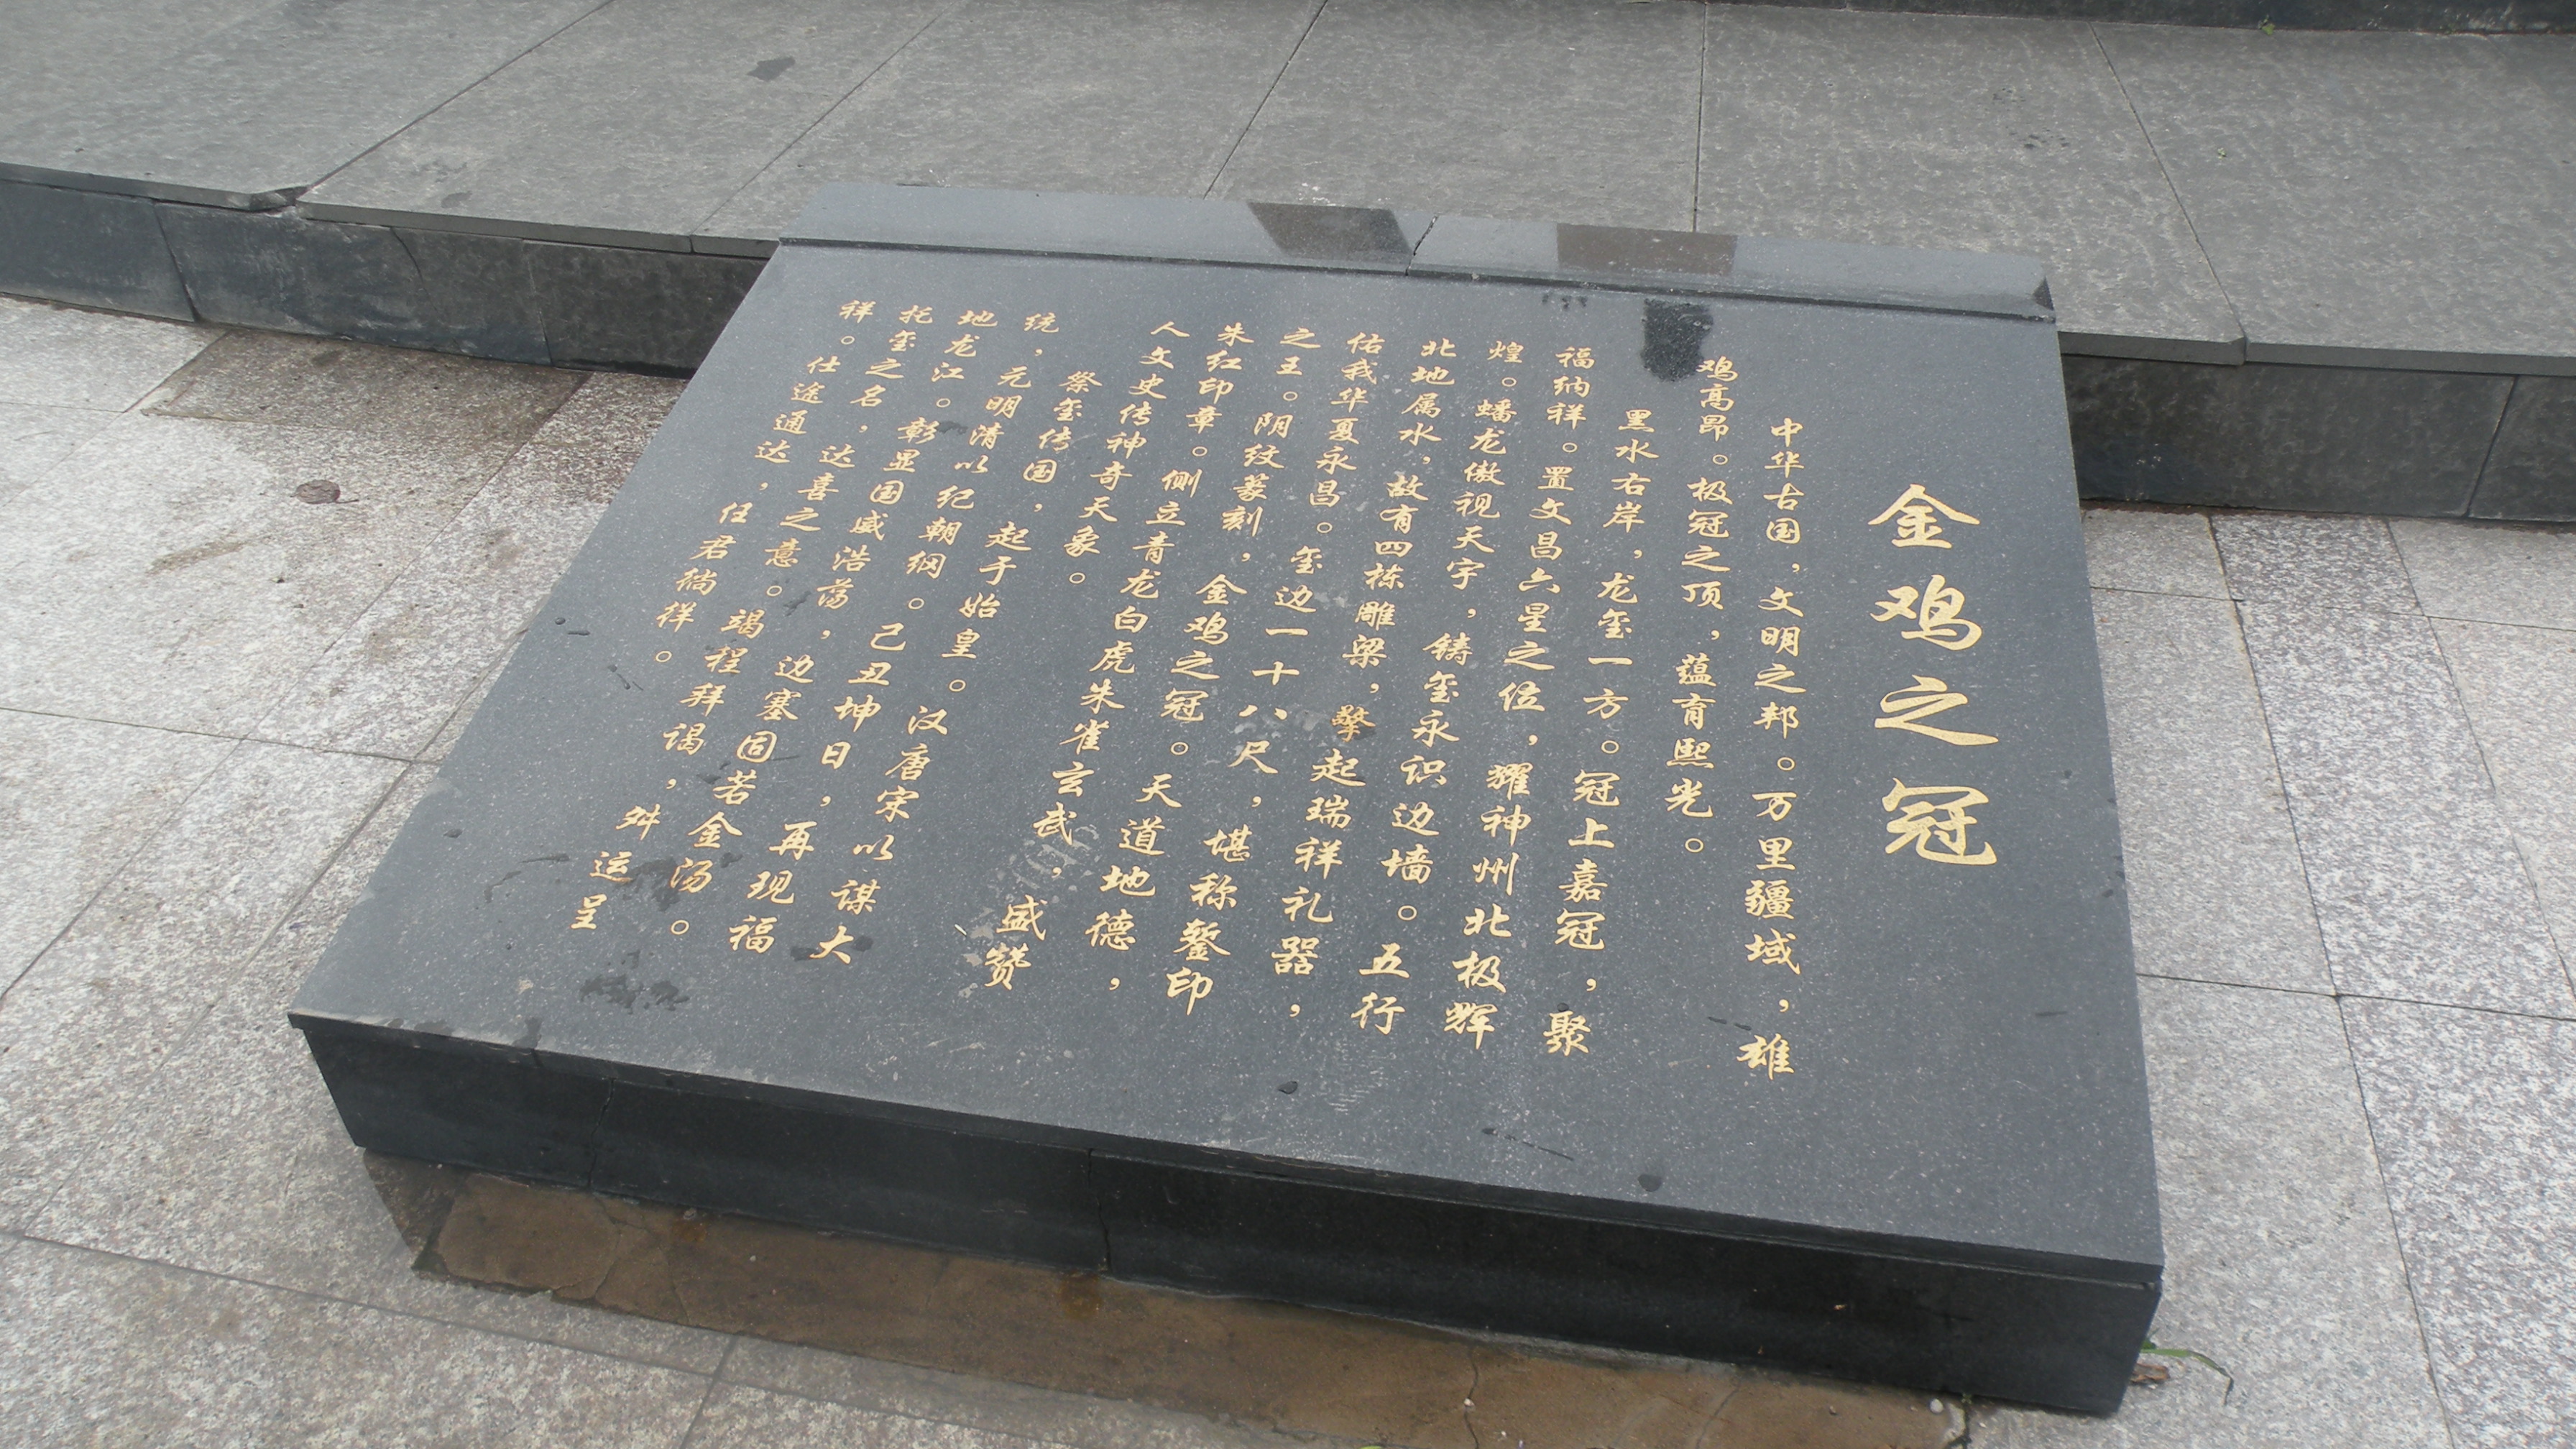 金鸡之冠
中华古国，文明之邦。万里疆域，雄
鸡高昂。极冠之顶，蕴育熙光。
黑水右岸，龙玺一方。冠上嘉冠，聚
福纳祥。置文昌六星之位，耀神州北极辉
煌。蟠龙傲视天宇，铸玺永识边墙。五行
北地属水，故有四栋雕梁，擎起瑞祥礼器，
佑我华夏永昌。玺边一十八尺，堪称錾印
之王。阴纹篆刻，金鸡之冠。天道地德，
朱红印章。侧立青龙白虎朱雀玄武，盛赞
人文史传神奇天象。
祭玺传国，起于始皇。汉唐宋以谋大
统，元明清以纪朝纲。己丑坤日，再现福
地龙江。彰显国威浩荡，边塞固若金汤。
托玺之名，达喜之意。竭程拜谒，舛运呈
祥。仕途通达，任君徜徉。